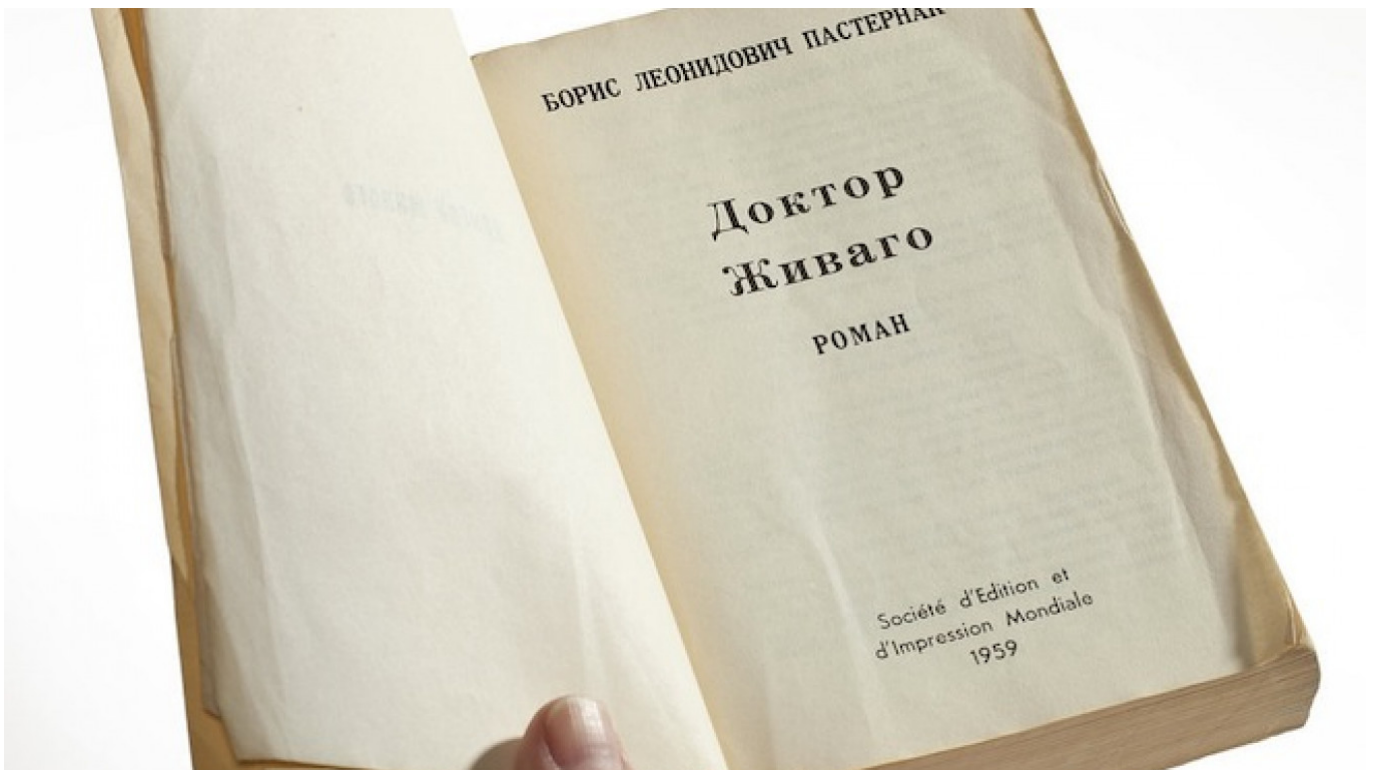 БОРИС ЛЕОНИДОВИЧ ПАСТЕРНАК
Доктор
Живаго
РОМАН
Société d'Edition et
d'Impression Mondiale
1959